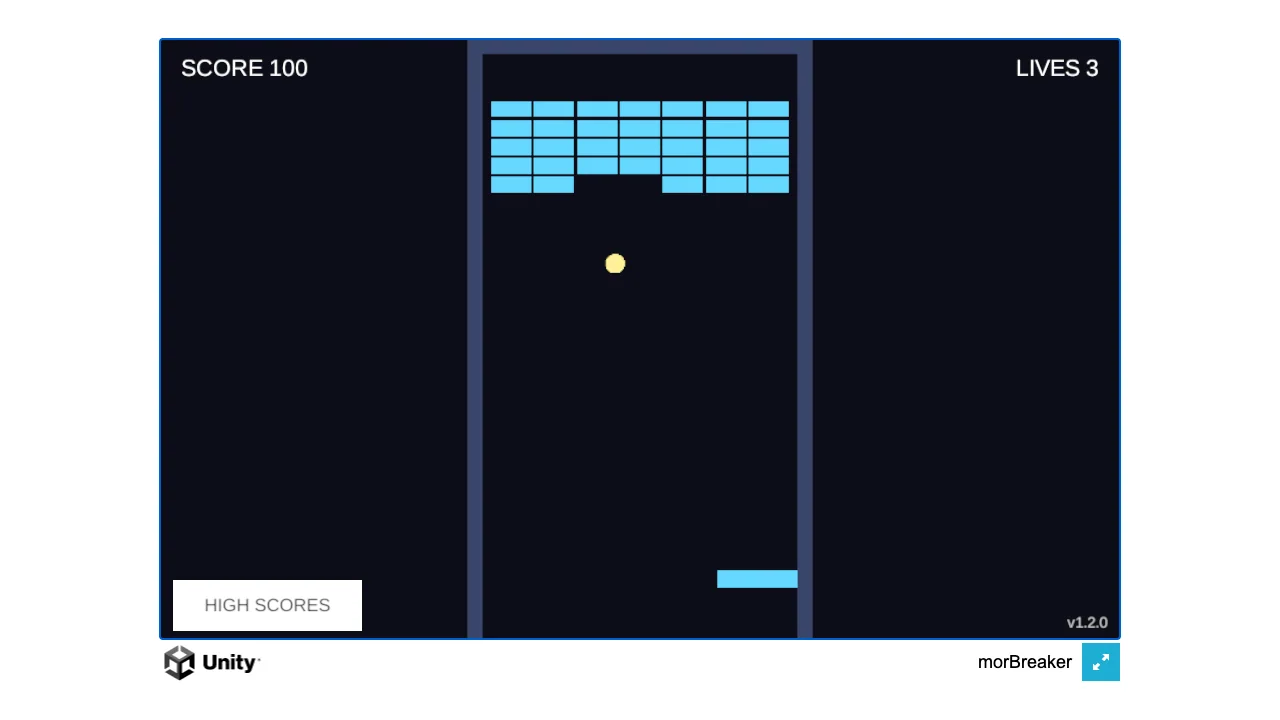 SCORE 100
LIVES 3
HIGH SCORES
v1.2.0
Unity
morBreaker